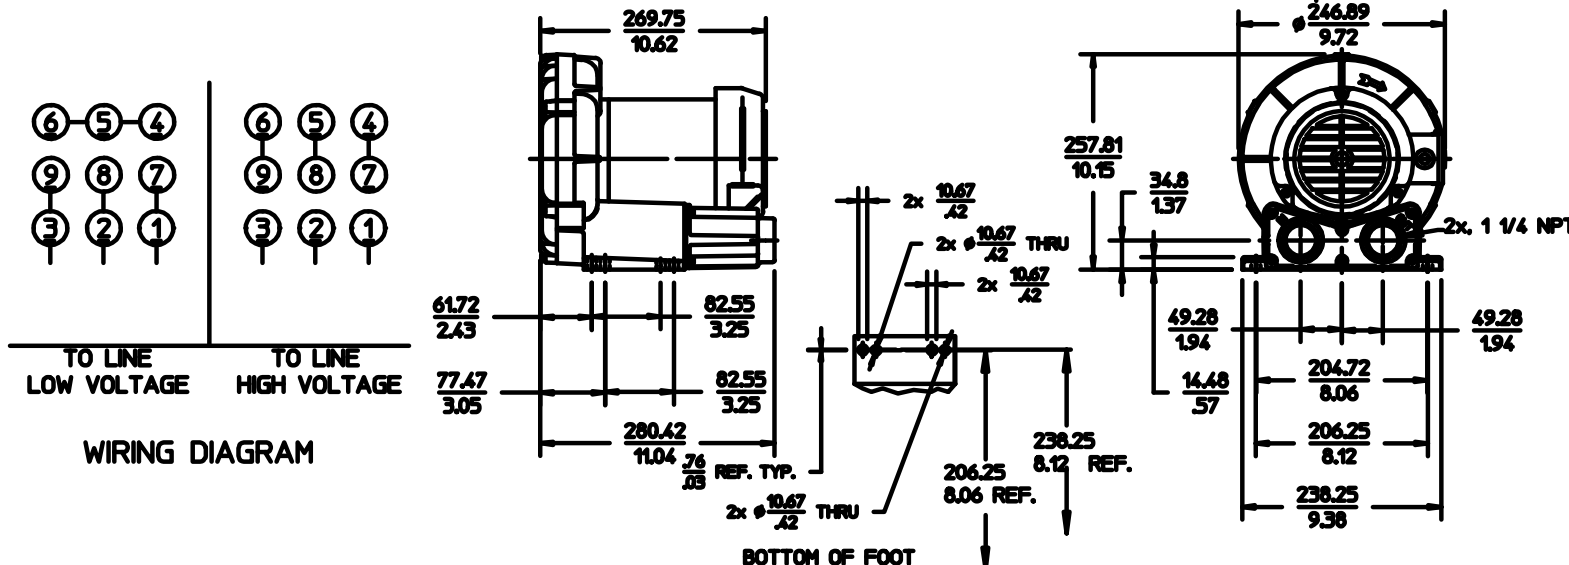 6 5 4
9 8 7
3 2 1
TO LINE
LOW VOLTAGE
6 5 4
9 8 7
3 2 1
TO LINE
HIGH VOLTAGE
WIRING DIAGRAM
269.75
10.62
61.72
2.43
82.55
3.25
77.47
3.05
82.55
3.25
280.42
11.04
.76
.03
REF. TYP.
2x 10.67
.42
2x ø 10.67
.42
THRU
2x 10.67
.42
2x ø 10.67
.42
THRU
206.25
8.06 REF.
238.25
8.12 REF.
BOTTOM OF FOOT
ø 246.89
9.72
257.81
10.15
34.8
1.37
2x, 1 1/4 NPT
49.28
1.94
49.28
1.94
14.48
.57
204.72
8.06
206.25
8.12
238.25
9.38